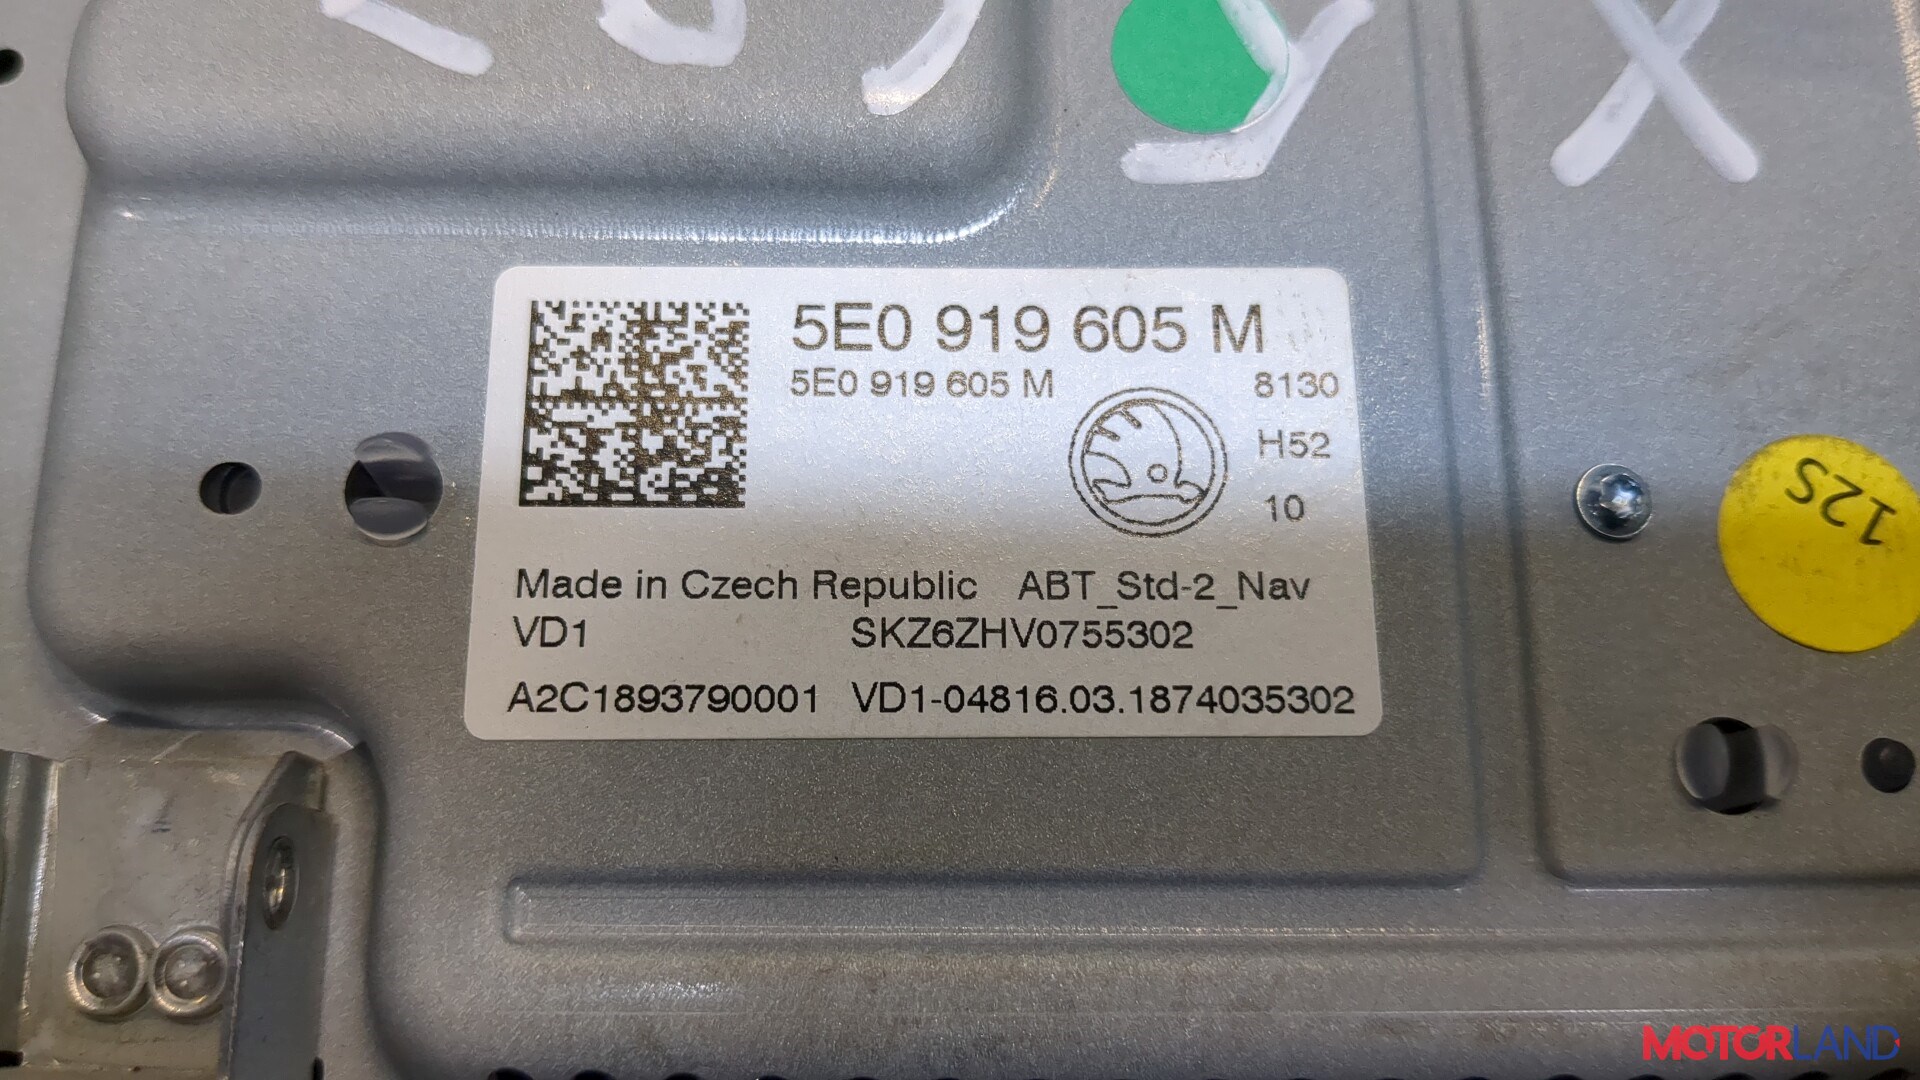 X
5E0 919 605 M
5E0 919 605 M 8130
H52
10
12S
Made in Czech Republic ABT_Std-2_Nav
VD1 SKZ6ZHV0755302
A2C1893790001 VD1-04816.03.1874035302
MOTORLAND